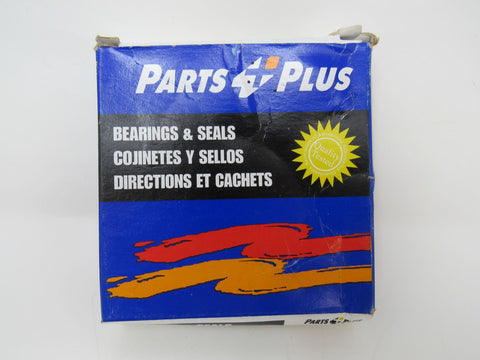 PARTS PLUS
BEARINGS & SEALS
COJINETES Y SELLOS
DIRECTIONS ET CACHETS
Quality
Tested
PARTS PLUS